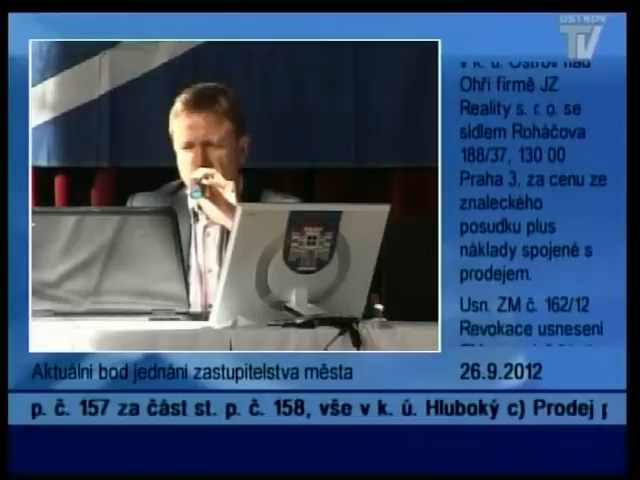 OSTROV
TV
v k. ú. Ostrov nad
Ohří firmě JZ
Reality s. r. o. se
sídlem Roháčova
188/37, 130 00
Praha 3, za cenu ze
znaleckého
posudku plus
náklady spojené s
prodejem.
Usn. ZM č. 162/12
Revokace usnesení
Aktuální bod jednání zastupitelstva města
26.9.2012
p. č. 157 za část st. p. č. 158, vše v k. ú. Hluboký c) Prodej p